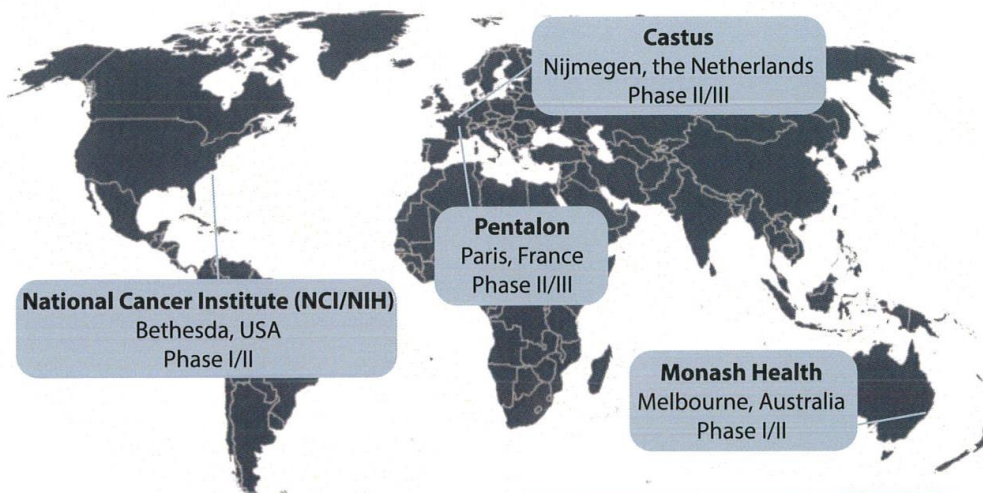 Castus
Nijmegen, the Netherlands
Phase II/III
Pentalon
Paris, France
Phase II/III
National Cancer Institute (NCI/NIH)
Bethesda, USA
Phase I/II
Monash Health
Melbourne, Australia
Phase I/II